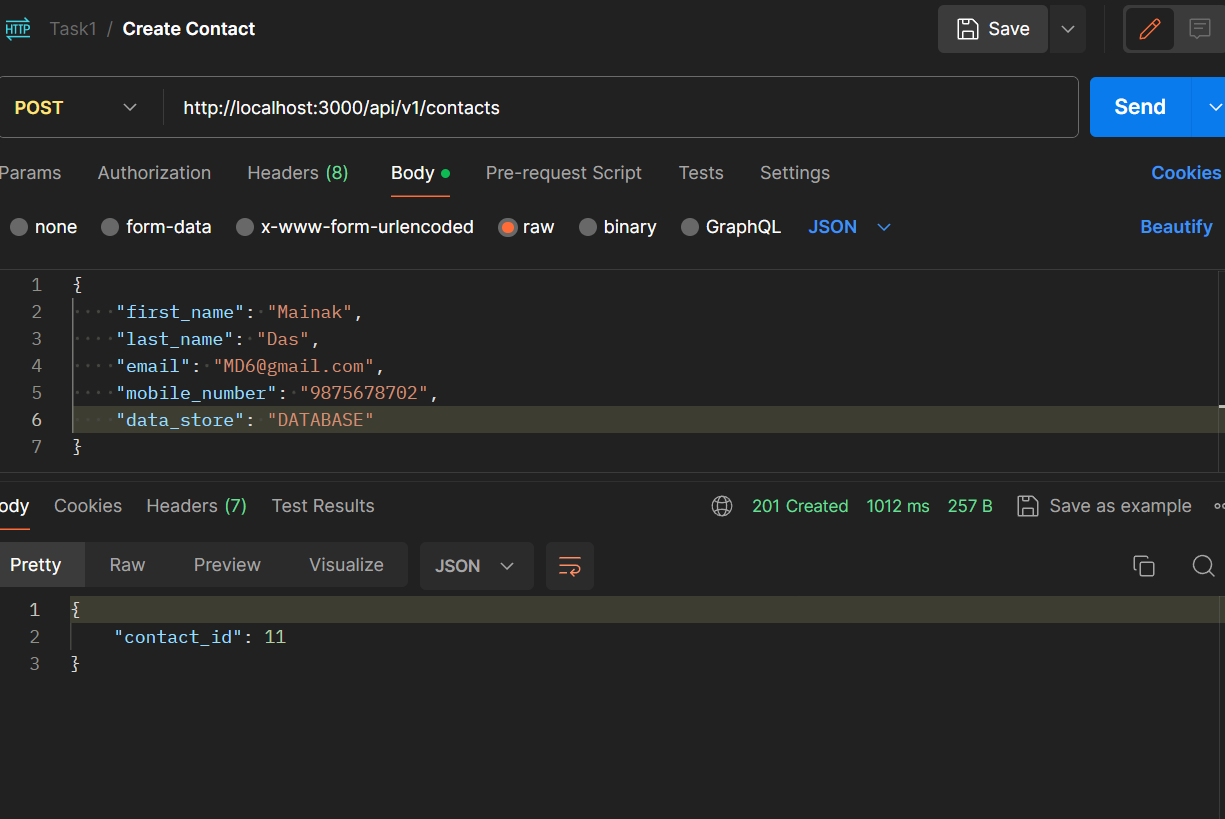 HTTP Task1 / Create Contact Save
POST http://localhost:3000/api/v1/contacts Send
Params Authorization Headers (8) Body Pre-request Script Tests Settings Cookies
none form-data x-www-form-urlencoded raw binary GraphQL JSON Beautify
1 {
2 "first_name": "Mainak",
3 "last_name": "Das",
4 "email": "MD6@gmail.com",
5 "mobile_number": "9875678702",
6 "data_store": "DATABASE"
7 }
ody Cookies Headers (7) Test Results 201 Created 1012 ms 257 B Save as example
Pretty Raw Preview Visualize JSON
1 {
2 "contact_id": 11
3 }